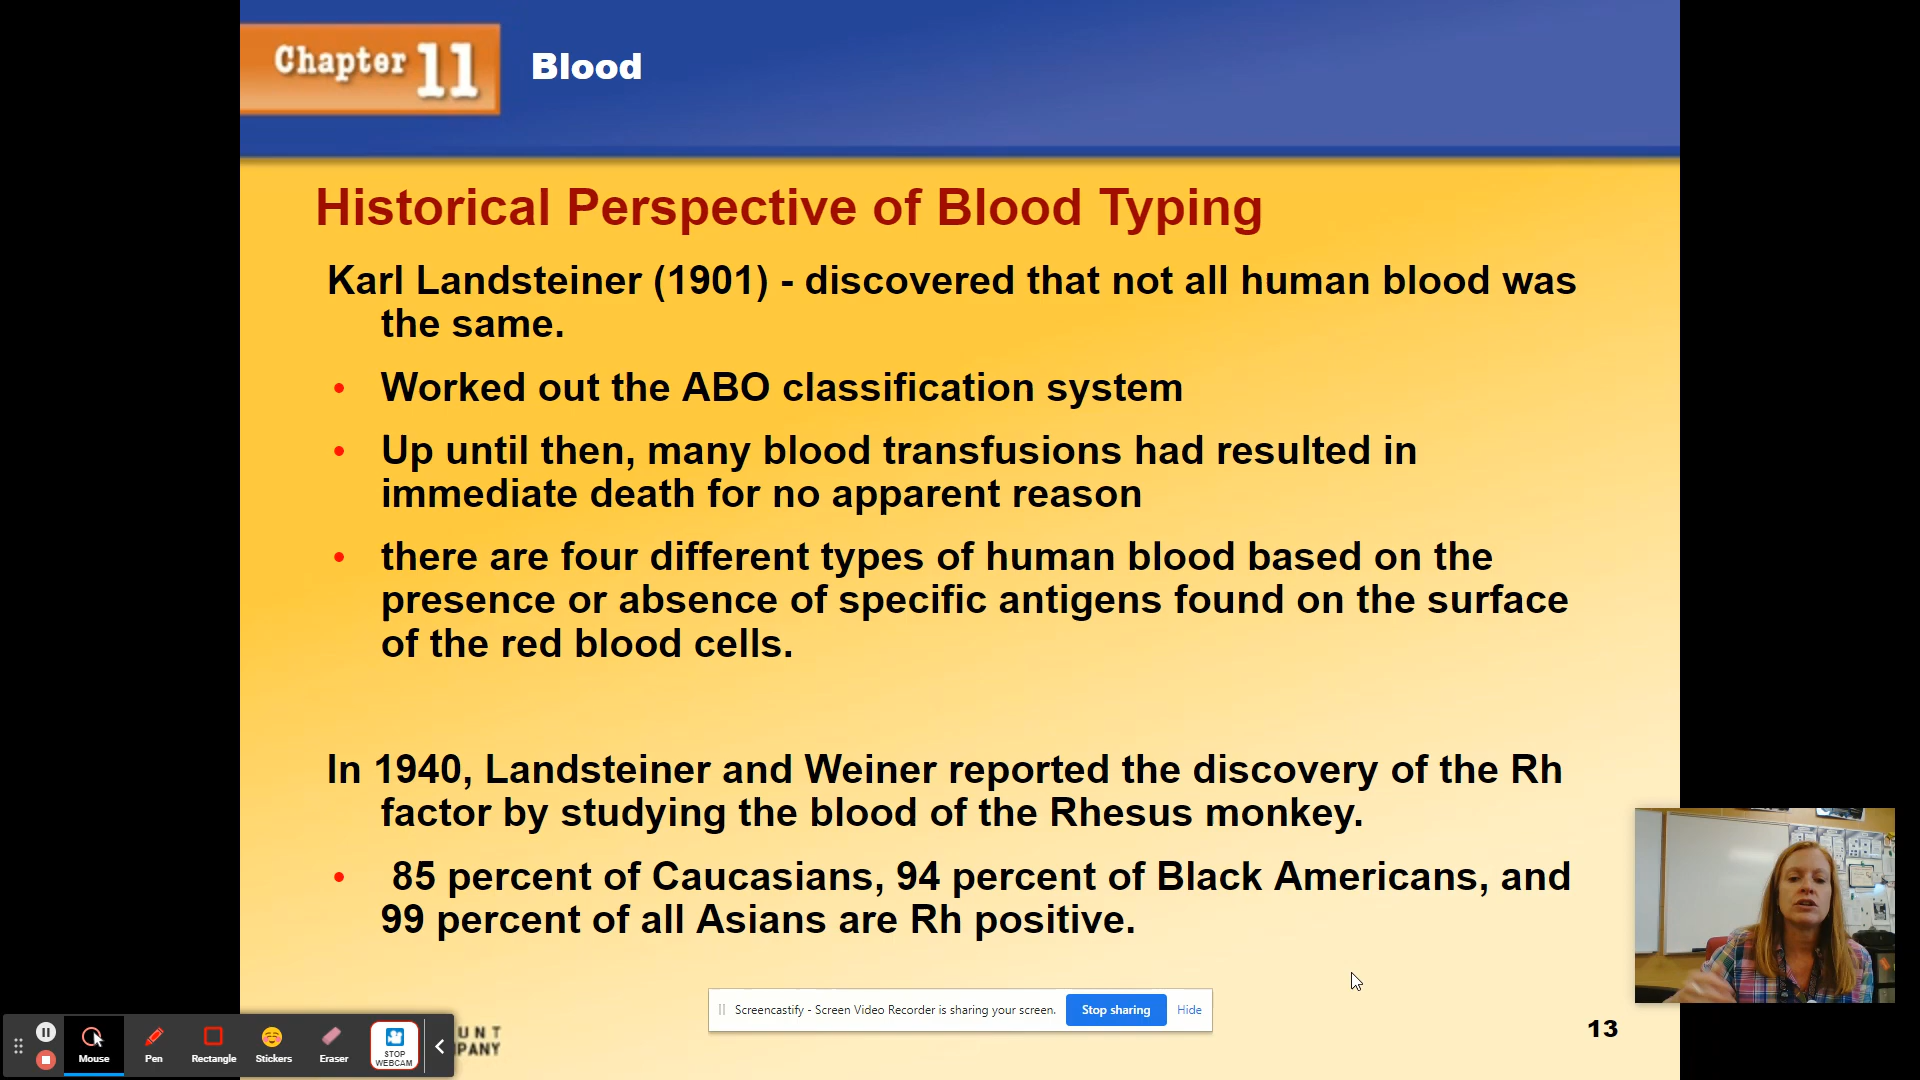 Chapter 11
Blood
Historical Perspective of Blood Typing
Karl Landsteiner (1901) - discovered that not all human blood was
the same.
• Worked out the ABO classification system
• Up until then, many blood transfusions had resulted in
immediate death for no apparent reason
• there are four different types of human blood based on the
presence or absence of specific antigens found on the surface
of the red blood cells.
In 1940, Landsteiner and Weiner reported the discovery of the Rh
factor by studying the blood of the Rhesus monkey.
• 85 percent of Caucasians, 94 percent of Black Americans, and
99 percent of all Asians are Rh positive.
Screencastify - Screen Video Recorder is sharing your screen. Stop sharing Hide
13
Mouse
Pen
Rectangle
Stickers
Eraser
STOP
WEBCAM
UNT
MPANY